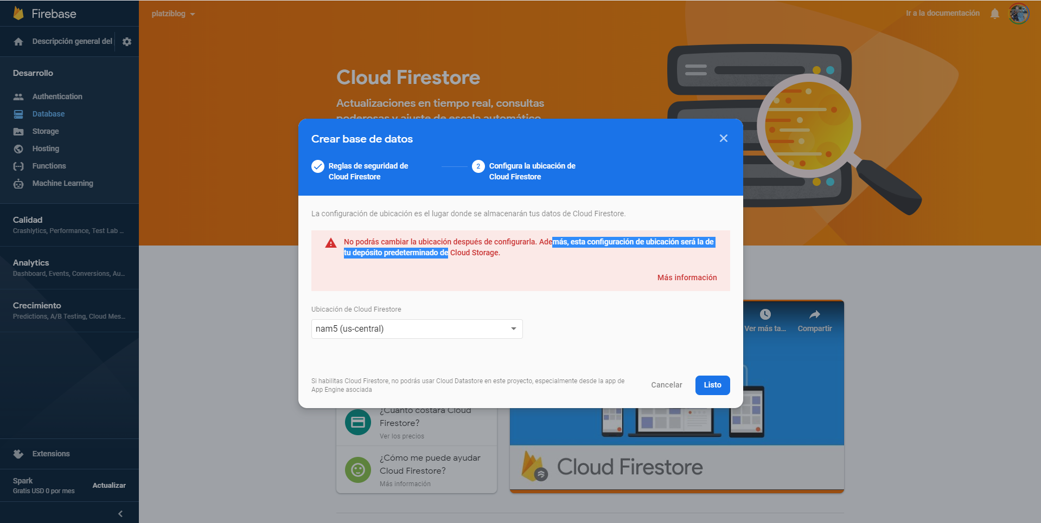 Firebase
platziblog
Ir a la documentación
Descripción general del
Desarrollo
Authentication
Database
Storage
Hosting
Functions
Machine Learning
Calidad
Crashlytics, Performance, Test Lab ...
Analytics
Dashboard, Events, Conversions, Au...
Crecimiento
Predictions, A/B Testing, Cloud Mes...
Extensions
Spark
Gratis USD 0 por mes
Actualizar
Cloud Firestore
Actualizaciones en tiempo real, consultas
poderosas y ajuste de escala automático
Crear base de datos
Reglas de seguridad de
Cloud Firestore
2
Configura la ubicación de
Cloud Firestore
La configuración de ubicación es el lugar donde se almacenarán tus datos de Cloud Firestore.
No podrás cambiar la ubicación después de configurarla. Además, esta configuración de ubicación será la de
tu depósito predeterminado de Cloud Storage.
Más información
Ubicación de Cloud Firestore
nam5 (us-central)
Si habilitas Cloud Firestore, no podrás usar Cloud Datastore en este proyecto, especialmente desde la app de
App Engine asociada
Cancelar
Listo
Ver más ta...
Compartir
¿Cuánto costará Cloud
Firestore?
Ver los precios
¿Cómo me puede ayudar
Cloud Firestore?
Más información
Cloud Firestore